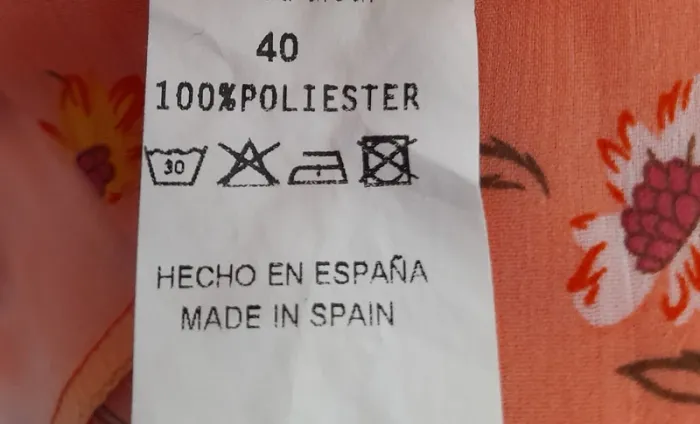 40
100%POLIESTER
30
HECHO EN ESPAÑA
MADE IN SPAIN